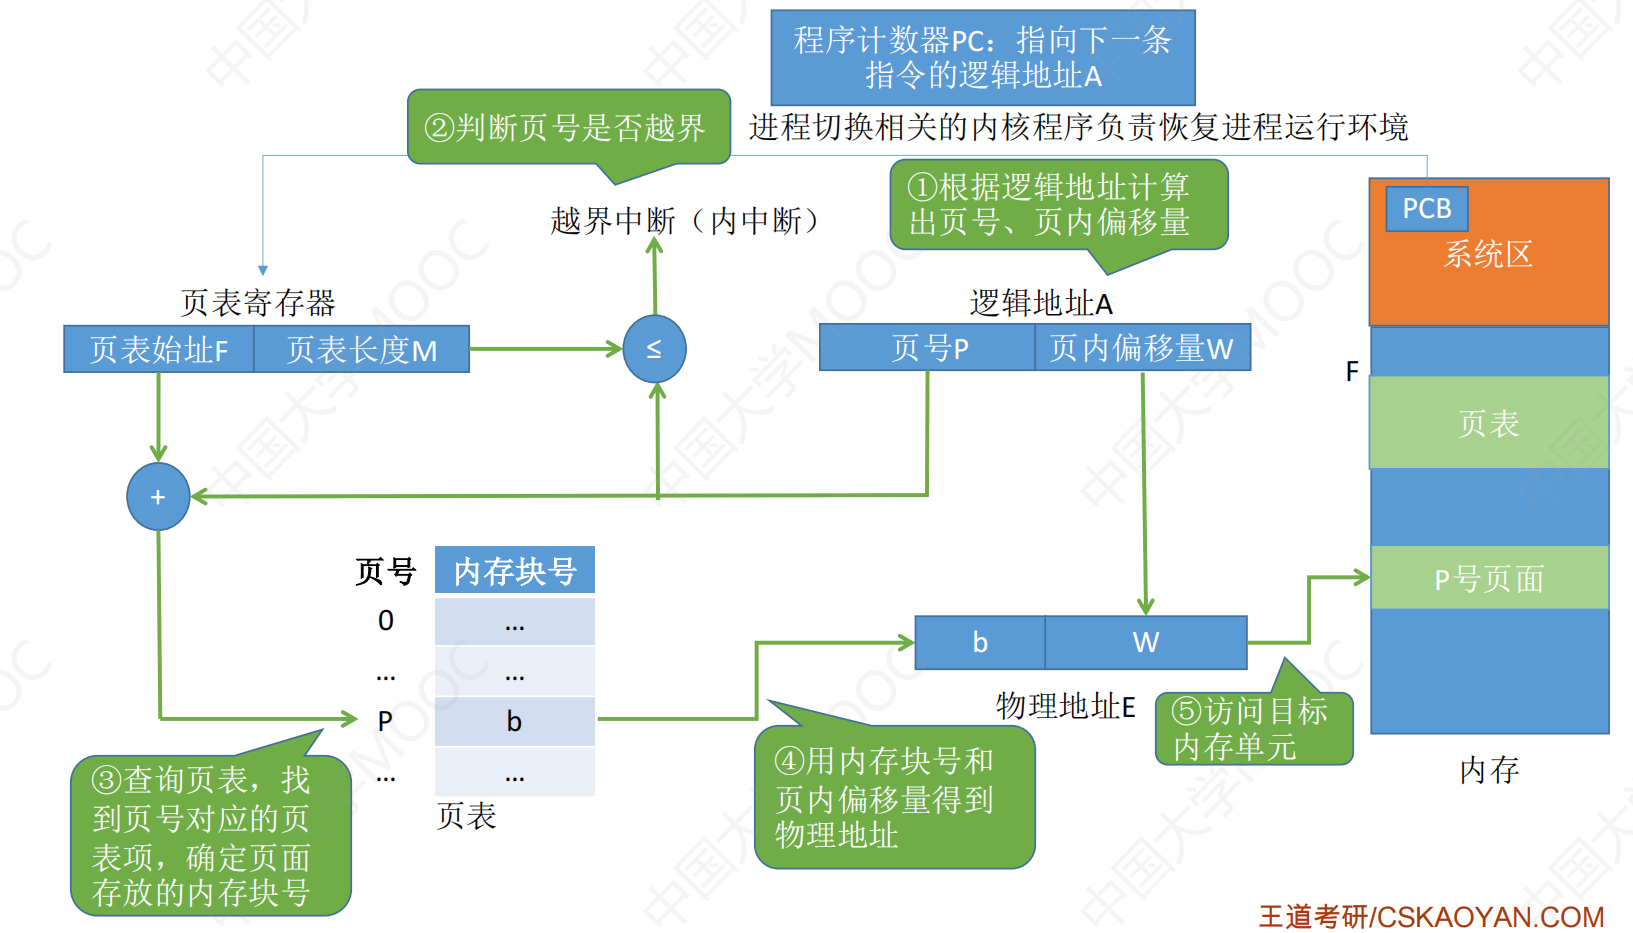 程序计数器PC：指向下一条
指令的逻辑地址A
②判断页号是否越界
进程切换相关的内核程序负责恢复进程运行环境
①根据逻辑地址计算
出页号、页内偏移量
PCB
系统区
越界中断（内中断）
页表寄存器
页表始址F
页表长度M
≤
逻辑地址A
页号P
页内偏移量W
F
页表
+
页号
内存块号
0
...
...
...
P
b
...
...
页表
b
W
物理地址E
P号页面
内存
③查询页表，找
到页号对应的页
表项，确定页面
存放的内存块号
④用内存块号和
页内偏移量得到
物理地址
⑤访问目标
内存单元
王道考研/CSKAOYAN.COM
中国大学MOOC